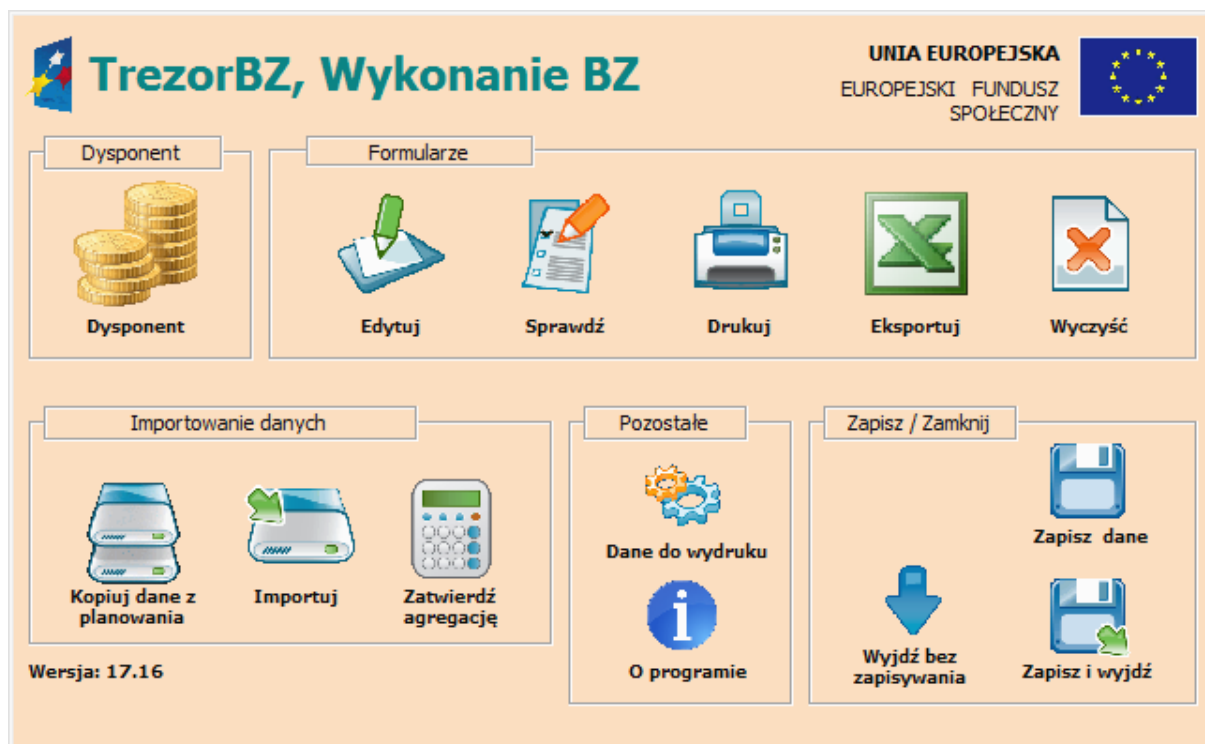 TrezorBZ, Wykonanie BZ
UNIA EUROPEJSKA
EUROPEJSKI FUNDUSZ
SPOŁECZNY
Dysponent
Formularze
Dysponent
Edytuj
Sprawdź
Drukuj
Eksportuj
Wyczyść
Importowanie danych
Pozostałe
Zapisz / Zamknij
Kopiuj dane z
planowania
Importuj
Zatwierdź
agregację
Dane do wydruku
O programie
Zapisz dane
Wyjdź bez
zapisywania
Zapisz i wyjdź
Wersja: 17.16